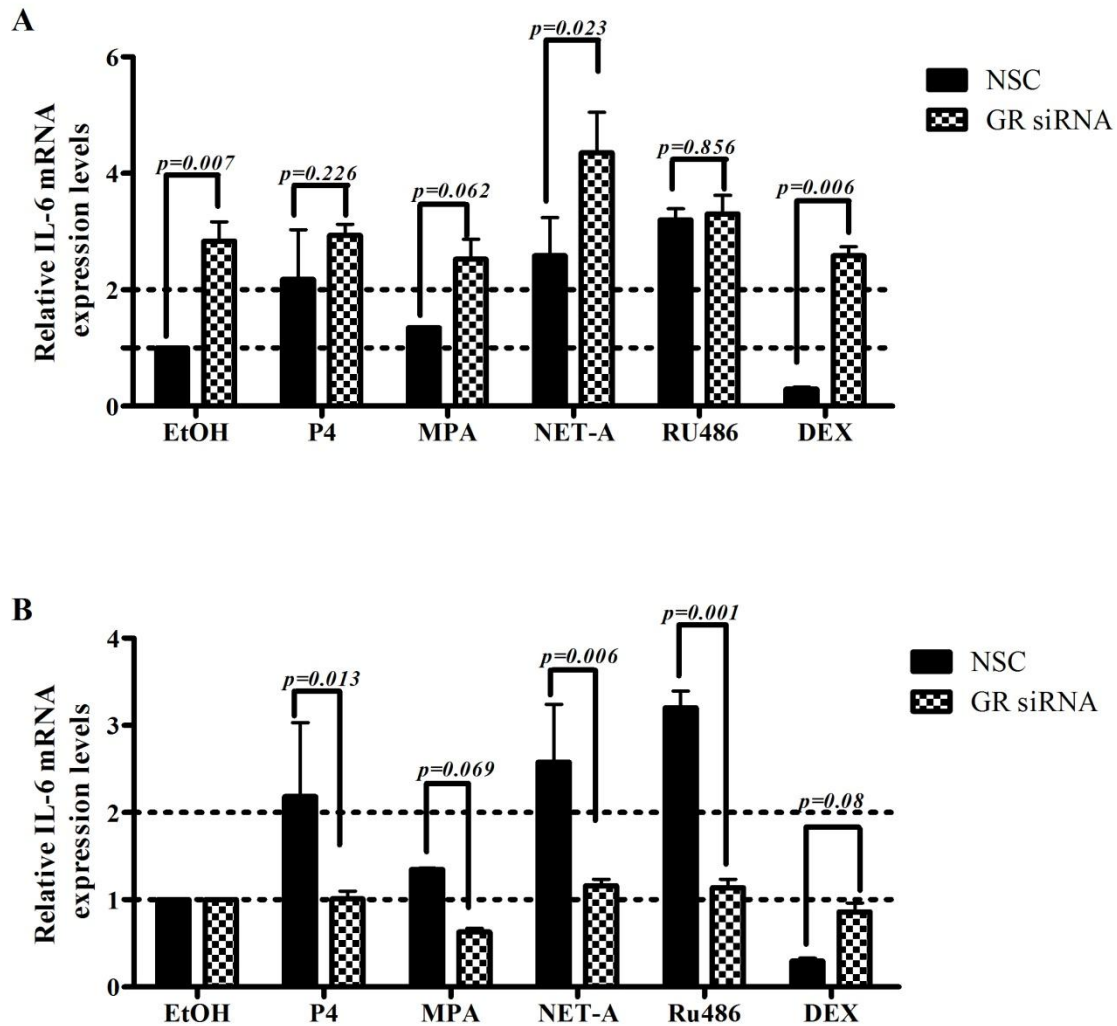 A
Relative IL-6 mRNA
expression levels
6
4
2
0
p=0.007
p=0.226
p=0.062
p=0.023
p=0.856
p=0.006
NSC
GR siRNA
EtOH
P4
MPA
NET-A
RU486
DEX
B
Relative IL-6 mRNA
expression levels
4
3
2
1
0
p=0.013
p=0.069
p=0.006
p=0.001
p=0.08
NSC
GR siRNA
EtOH
P4
MPA
NET-A
Ru486
DEX